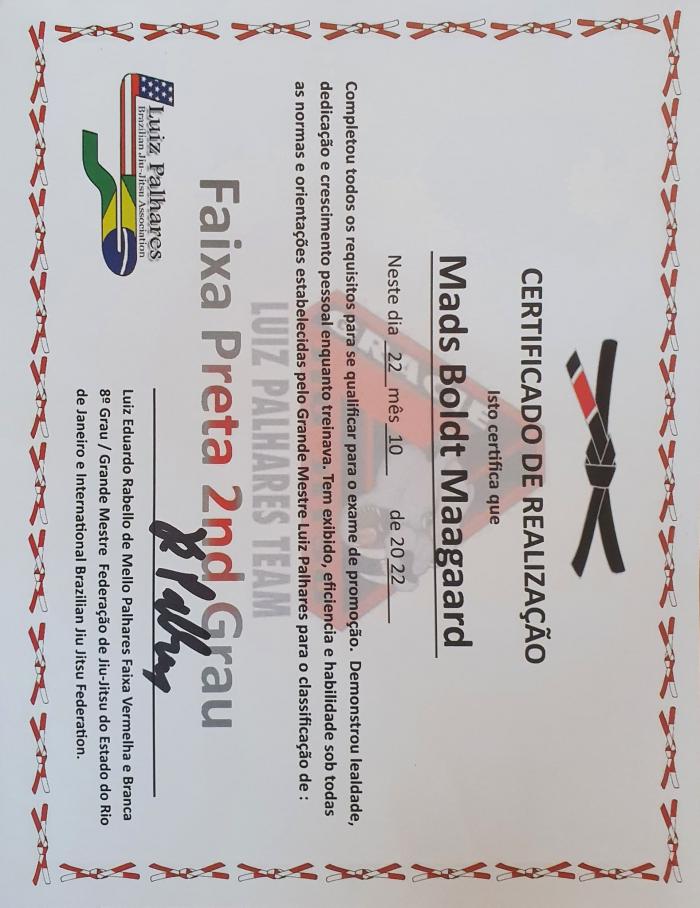 CERTIFICADO DE REALIZAÇÃO
Isto certifica que
Mads Boldt Maagaard
Neste dia 22 mês 10 de 2022
Completou todos os requisitos para se qualificar para o exame de promoção. Demonstrou lealdade,
dedicação e crescimento pessoal enquanto treinava. Tem exibido, eficiencia e habilidade sob todas
as normas e orientações estabelecidas pelo Grande Mestre Luiz Palhares para o classificação de :
GRACIE
LUIZ PALHARES TEAM
Faixa Preta 2nd Grau
Luiz Palhares
Brazilian Jiu-Jitsu Association
Luiz Eduardo Rabello de Mello Palhares Faixa Vermelha e Branca
8º Grau / Grande Mestre Federação de Jiu-Jitsu do Estado do Rio
de Janeiro e International Brazilian Jiu Jitsu Federation.